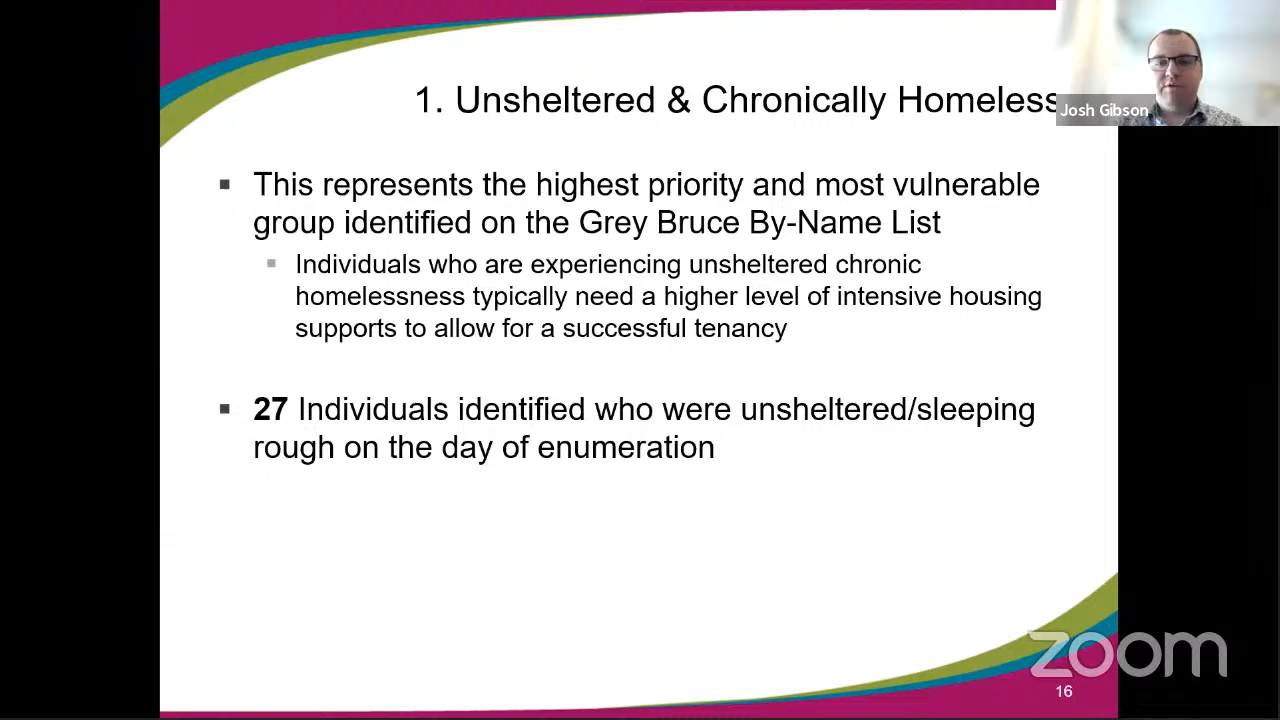 1. Unsheltered & Chronically Homeless
Josh Gibson
▪ This represents the highest priority and most vulnerable
group identified on the Grey Bruce By-Name List
▪ Individuals who are experiencing unsheltered chronic
homelessness typically need a higher level of intensive housing
supports to allow for a successful tenancy
▪ 27 Individuals identified who were unsheltered/sleeping
rough on the day of enumeration
zoom
16